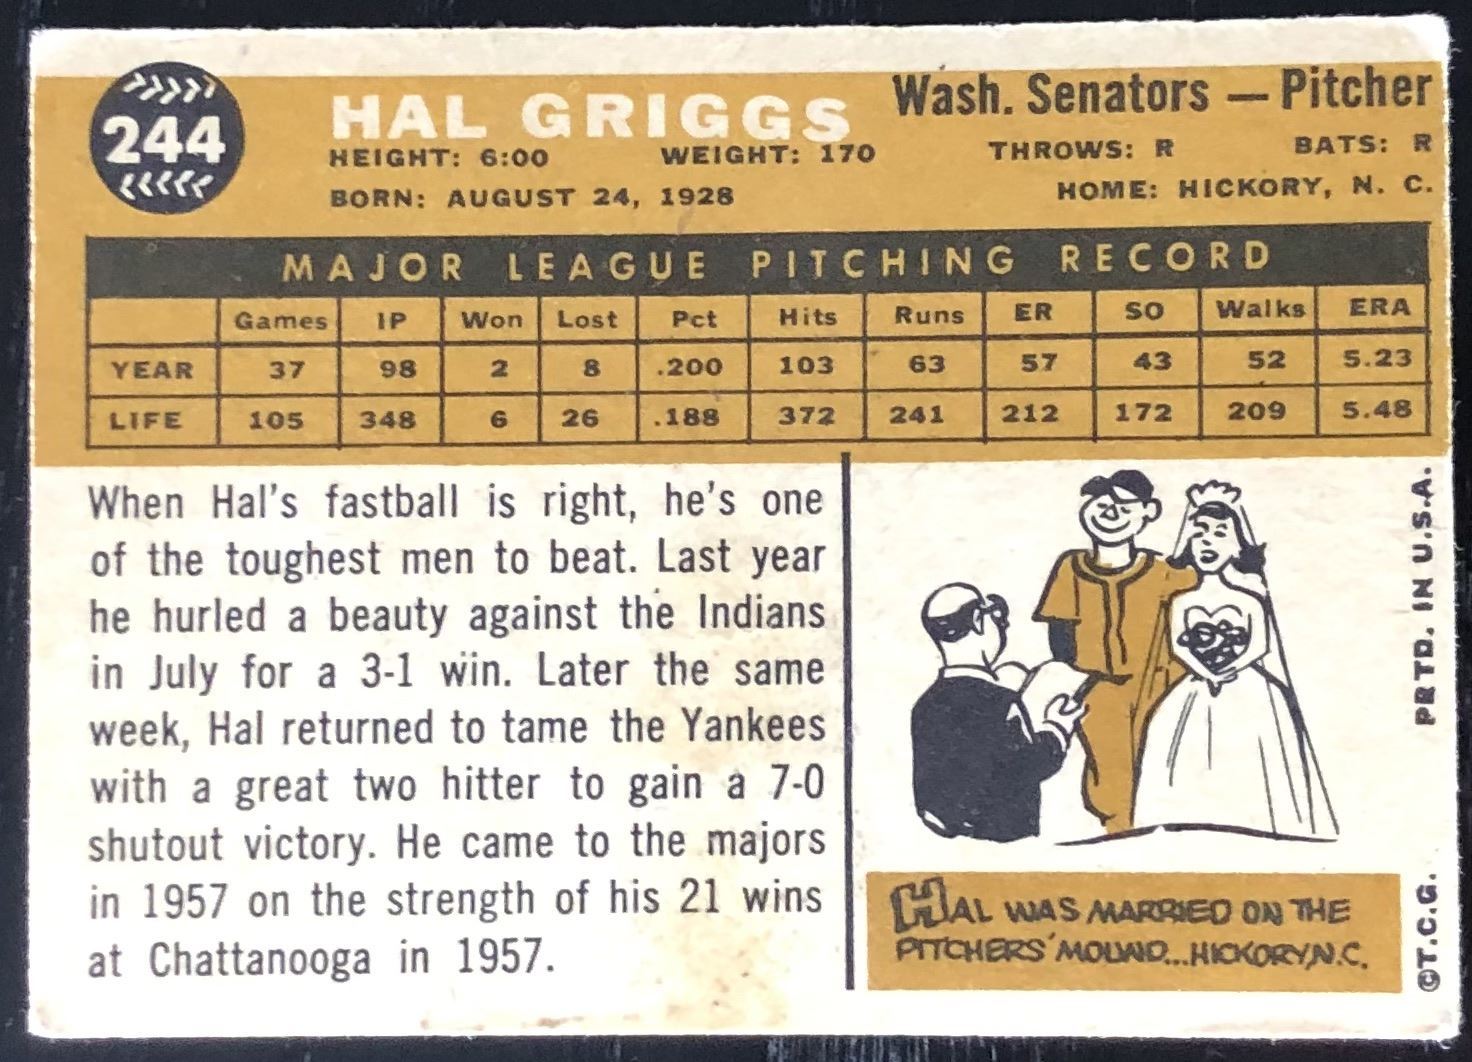 244
HAL GRIGGS
Wash. Senators — Pitcher
HEIGHT: 6:00 WEIGHT: 170 THROWS: R BATS: R
BORN: AUGUST 24, 1928 HOME: HICKORY, N. C.
MAJOR LEAGUE PITCHING RECORD
Games IP Won Lost Pct Hits Runs ER SO Walks ERA
YEAR 37 98 2 8 .200 103 63 57 43 52 5.23
LIFE 105 348 6 26 .188 372 241 212 172 209 5.48
When Hal's fastball is right, he's one
of the toughest men to beat. Last year
he hurled a beauty against the Indians
in July for a 3-1 win. Later the same
week, Hal returned to tame the Yankees
with a great two hitter to gain a 7-0
shutout victory. He came to the majors
in 1957 on the strength of his 21 wins
at Chattanooga in 1957.
HAL WAS MARRIED ON THE
PITCHERS' MOUND...HICKORY,N.C.
©T.C.G. PRTD. IN U.S.A.